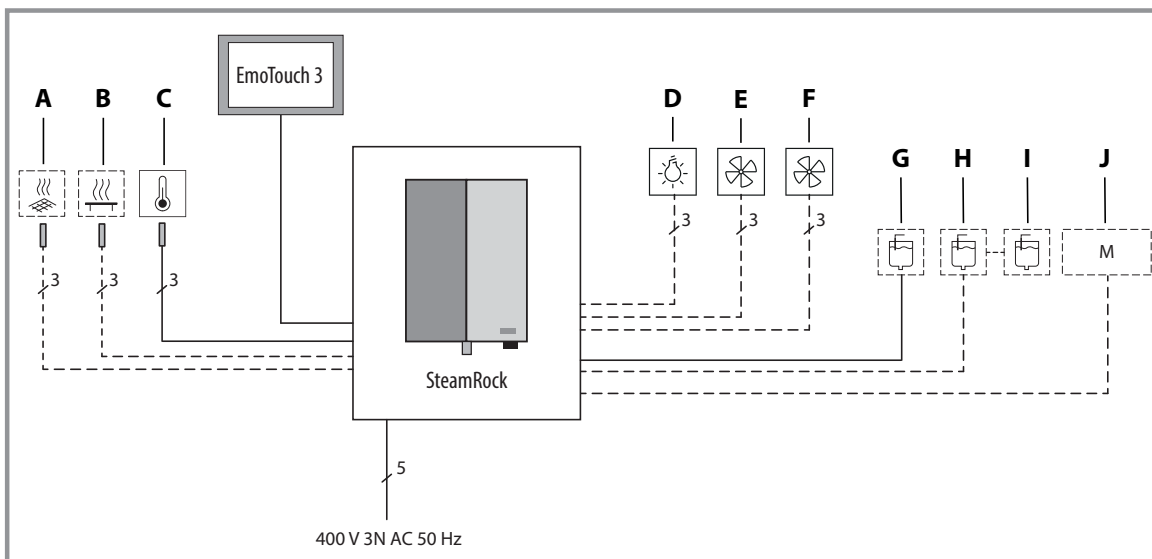 EmoTouch 3
A B C
D E F
G H I J
M
3 3 3
3 3 3
SteamRock
5
400 V 3N AC 50 Hz